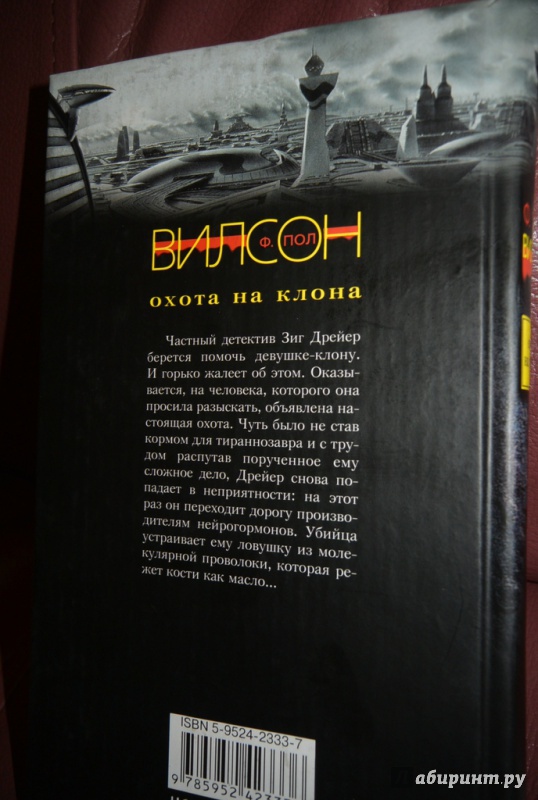 ВИЛСОН
Ф. ПОЛ
охота на клона
Частный детектив Зиг Дрейер
берется помочь девушке-клону.
И горько жалеет об этом. Оказы-
вается, на человека, которого она
просила разыскать, объявлена на-
стоящая охота. Чуть было не став
кормом для тираннозавра и с тру-
дом распутав порученное ему
сложное дело, Дрейер снова по-
падает в неприятности: на этот
раз он переходит дорогу произво-
дителям нейрогормонов. Убийца
устраивает ему ловушку из моле-
кулярной проволоки, которая ре-
жет кости как масло...
ISBN 5-9524-2333-7
9 785952 42333
абиринт.ру